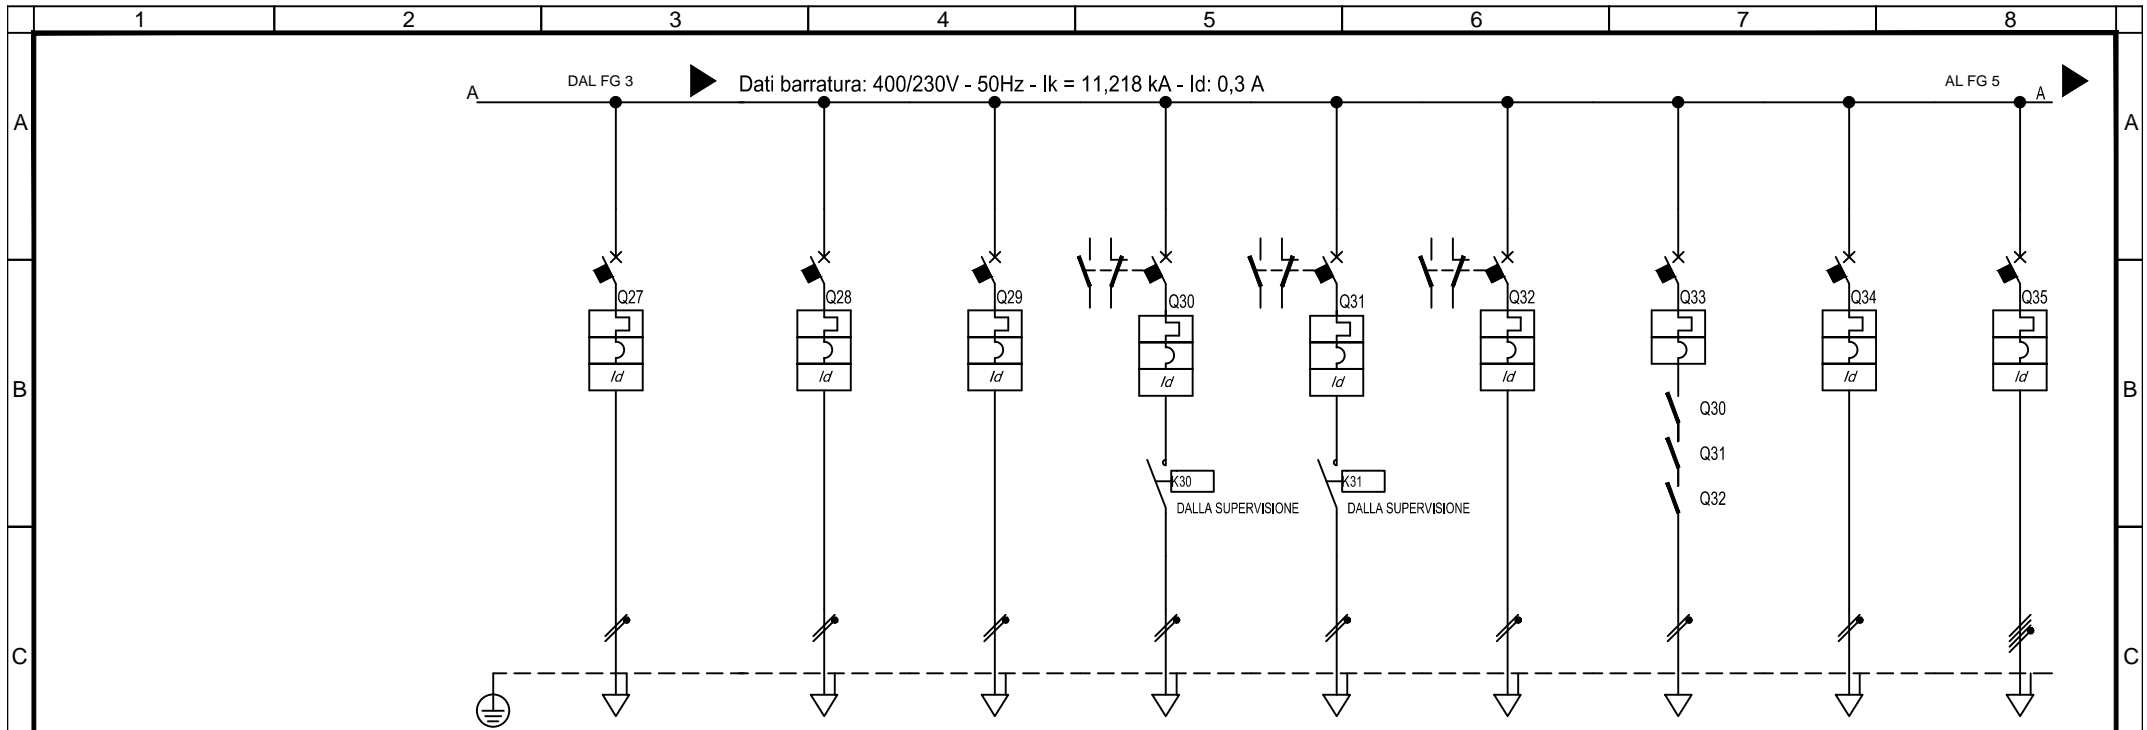 1 2 3 4 5 6 7 8
DAL FG 3 Dati barratura: 400/230V - 50Hz - Ik = 11,218 kA - Id: 0,3 A AL FG 5
A A
A A
Q27 Q28 Q29 Q30 Q31 Q32 Q33 Q34 Q35
Id Id Id Id Id Id Id Id
B B
Q30
Q31
K30 K31
Q32
DALLA SUPERVISIONE DALLA SUPERVISIONE
C C